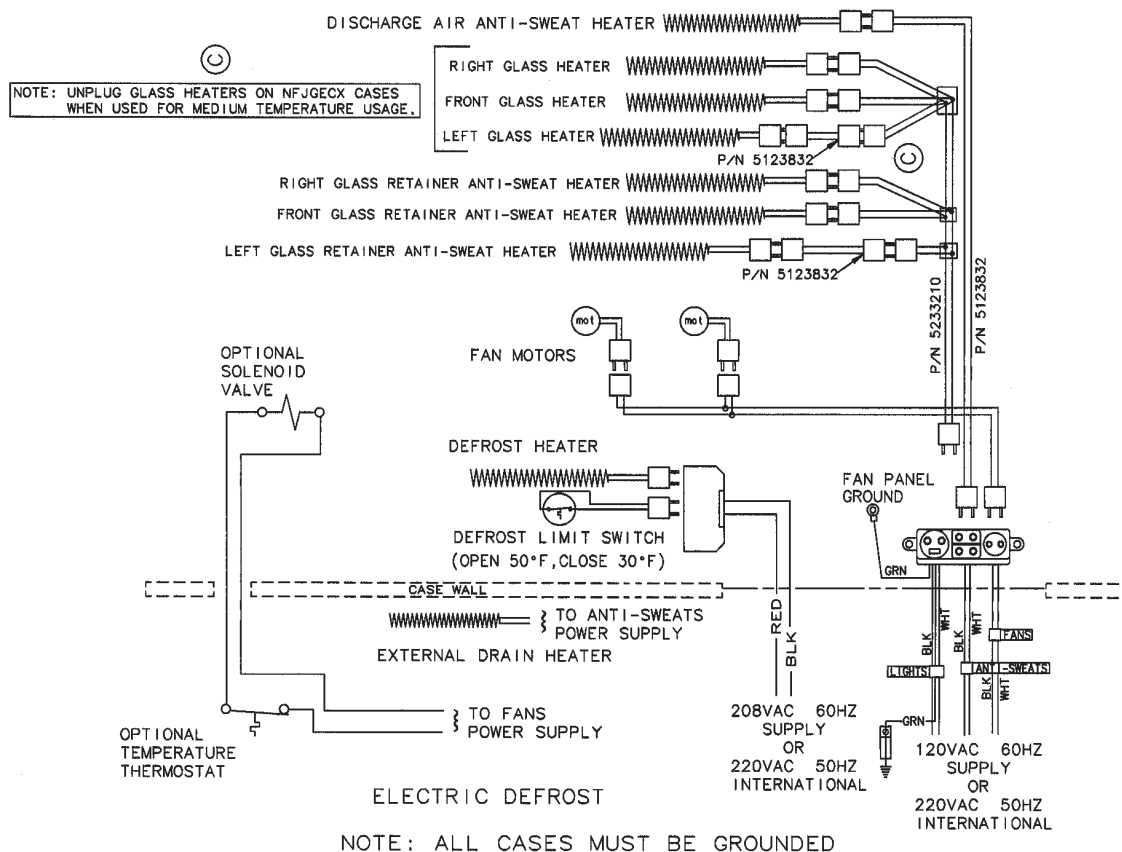 DISCHARGE AIR ANTI-SWEAT HEATER
C
NOTE: UNPLUG GLASS HEATERS ON NFJGECX CASES
WHEN USED FOR MEDIUM TEMPERATURE USAGE.
RIGHT GLASS HEATER
FRONT GLASS HEATER
LEFT GLASS HEATER
P/N 5123832
C
RIGHT GLASS RETAINER ANTI-SWEAT HEATER
FRONT GLASS RETAINER ANTI-SWEAT HEATER
LEFT GLASS RETAINER ANTI-SWEAT HEATER
P/N 5123832
P/N 5233210
P/N 5123832
mot
mot
FAN MOTORS
OPTIONAL
SOLENOID
VALVE
DEFROST HEATER
DEFROST LIMIT SWITCH
(OPEN 50°F, CLOSE 30°F)
FAN PANEL
GROUND
GRN
CASE WALL
TO ANTI-SWEATS
POWER SUPPLY
EXTERNAL DRAIN HEATER
RED
BLK
BLK
WHT
BLK
WHT
FANS
LIGHTS
ANTI-SWEATS
BLK
WHT
TO FANS
POWER SUPPLY
OPTIONAL
TEMPERATURE
THERMOSTAT
208VAC 60HZ
SUPPLY
OR
220VAC 50HZ
INTERNATIONAL
GRN
120VAC 60HZ
SUPPLY
OR
220VAC 50HZ
INTERNATIONAL
ELECTRIC DEFROST
NOTE: ALL CASES MUST BE GROUNDED